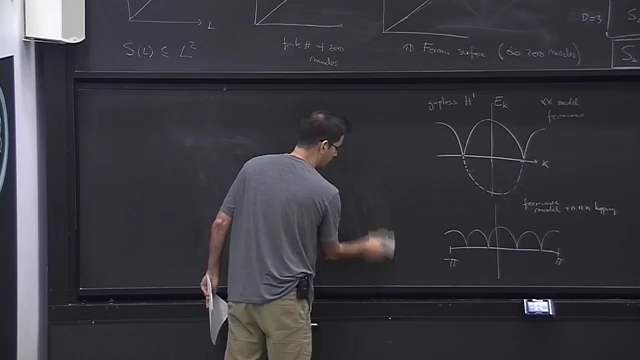 L
S(L) ≤ L²
finite # of zero modes
1D Fermi surface (∞ zero modes)
D=3
gapless H'
E_k
XX model
fermions
K
fermionic
model + n.n.n hopping
-π
π